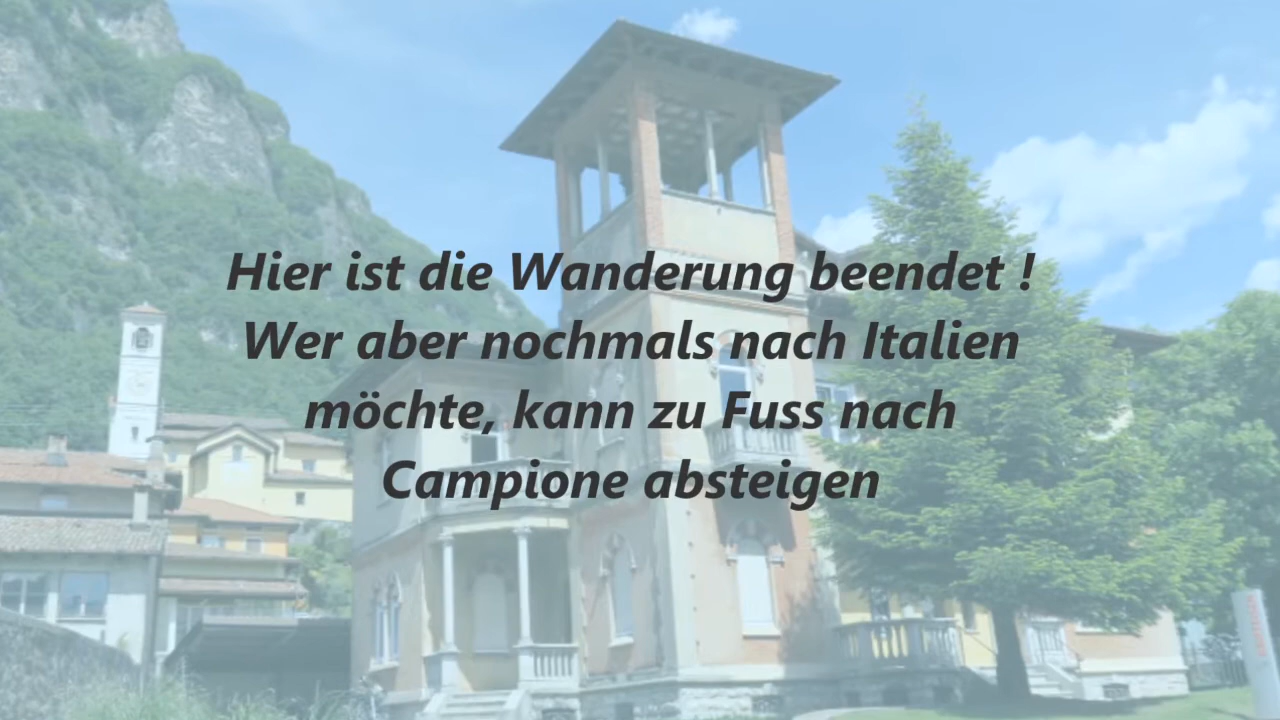 Hier ist die Wanderung beendet !
Wer aber nochmals nach Italien
möchte, kann zu Fuss nach
Campione absteigen